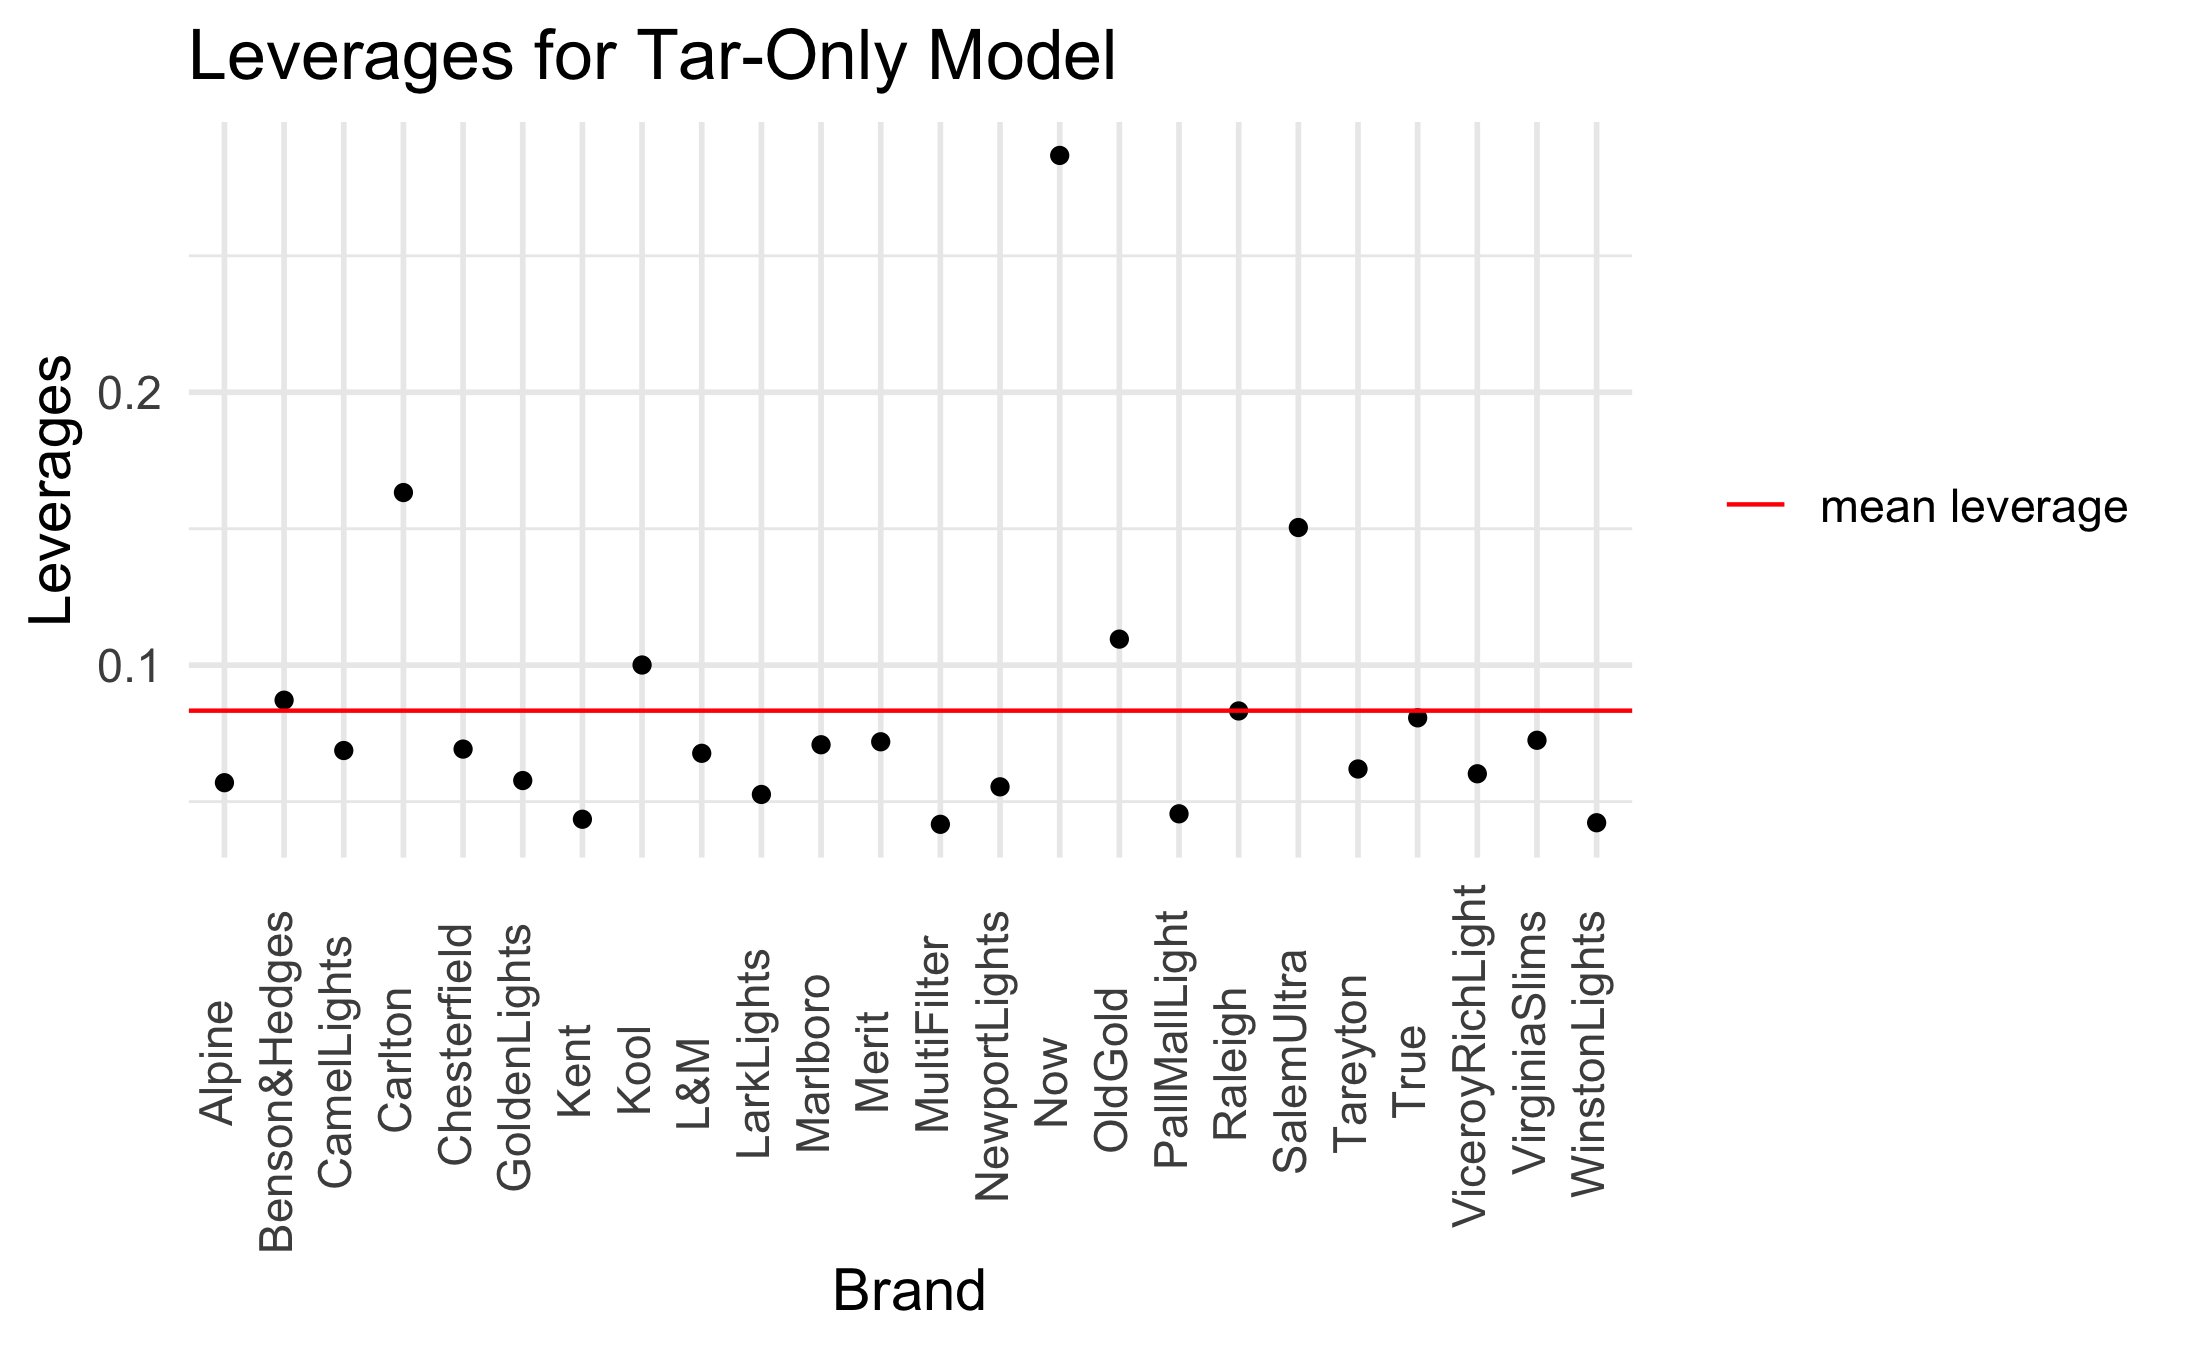 Leverages for Tar-Only Model
Leverages
0.2
0.1
mean leverage
Alpine
Benson&Hedges
CamelLights
Carlton
Chesterfield
GoldenLights
Kent
Kool
L&M
LarkLights
Marlboro
Merit
MultiFilter
NewportLights
Now
OldGold
PallMallLight
Raleigh
SalemUltra
Tareyton
True
ViceroyRichLight
VirginiaSlims
WinstonLights
Brand